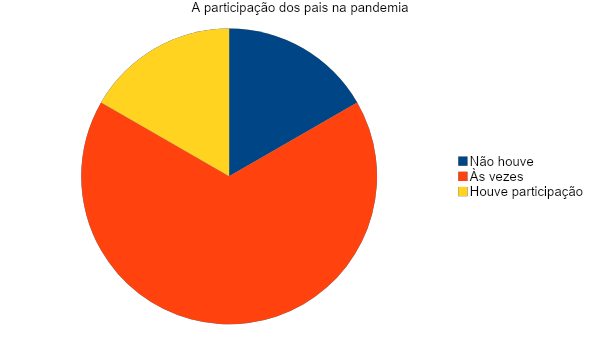 A participação dos pais na pandemia
Não houve
Às vezes
Houve participação